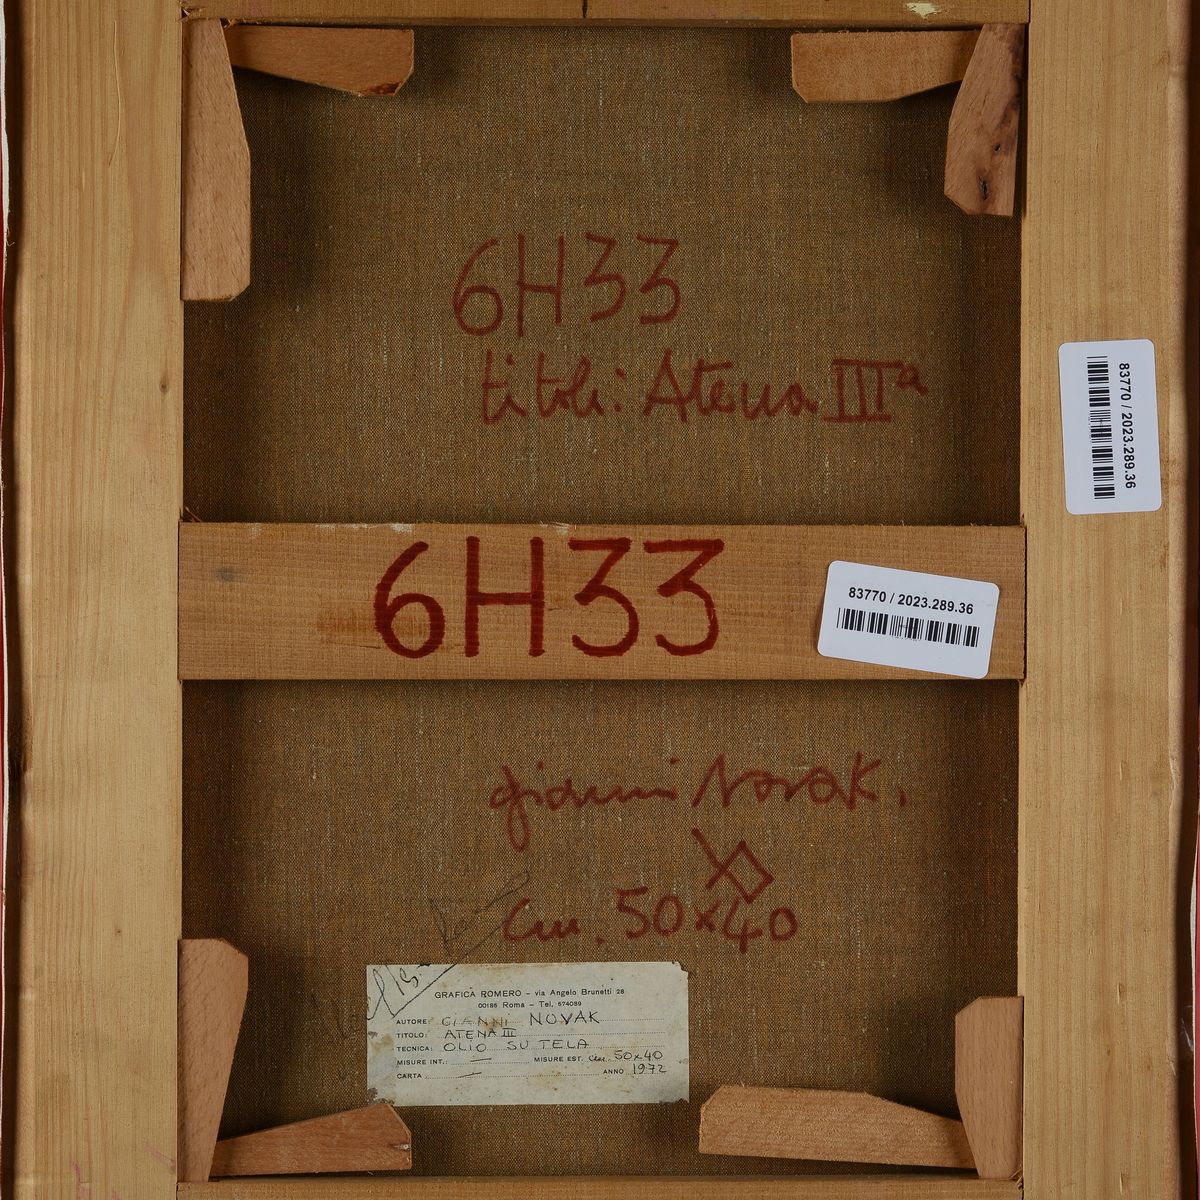 6H33
titoli: Atena IIIª
83770 / 2023.289.36
6H33
83770 / 2023.289.36
gianni Novak.
cm. 50x40
GRAFICA ROMERO – via Angelo Brunetti 28
00186 Roma – Tel. 674089
AUTORE: GIANNI NOVAK
TITOLO: ATENA III
TECNICA: OLIO SU TELA
MISURE INT.: — MISURE EST. cm. 50x40
CARTA — ANNO 1972